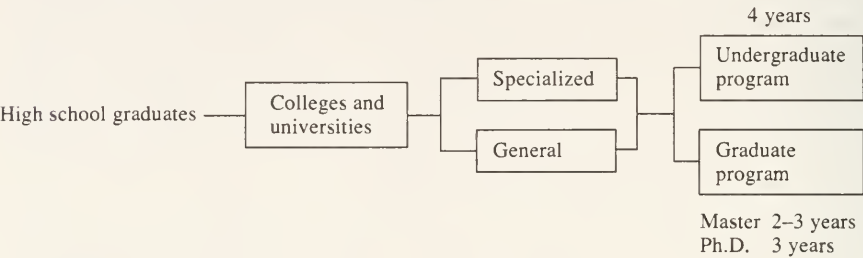 4 years
Undergraduate
program
Specialized
High school graduates
Colleges and
universities
General
Graduate
program
Master 2–3 years
Ph.D. 3 years